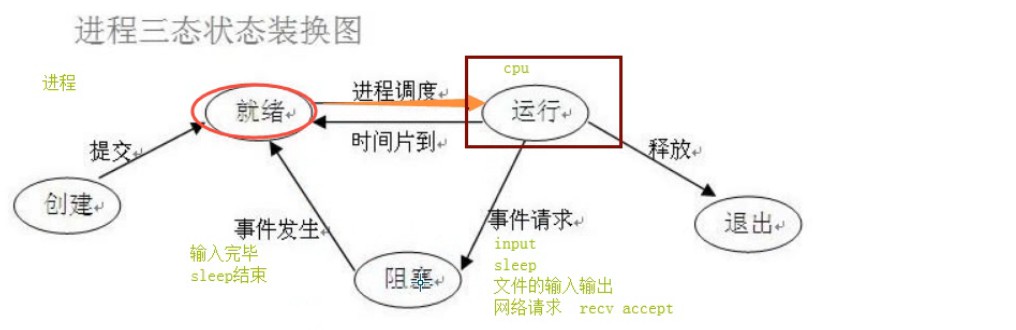 进程三态状态装换图
cpu
进程
就绪
进程调度
运行
时间片到
提交
释放
创建
事件发生
事件请求
退出
输入完毕
sleep结束
阻塞
input
sleep
文件的输入输出
网络请求 recv accept